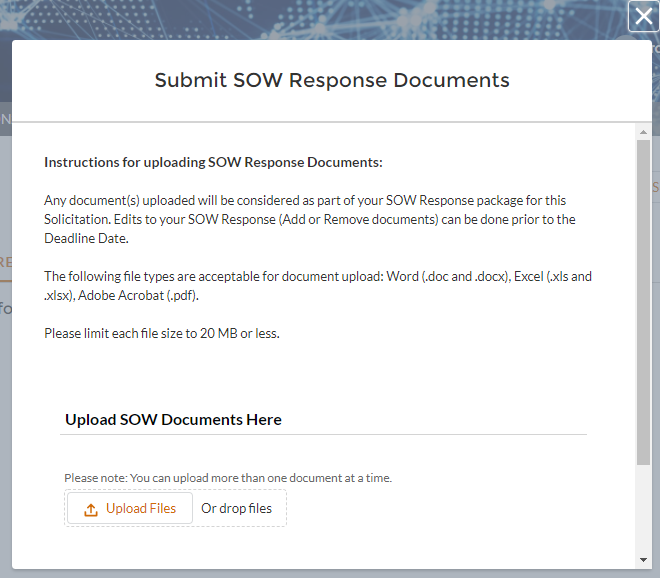 Submit SOW Response Documents
Instructions for uploading SOW Response Documents:
Any document(s) uploaded will be considered as part of your SOW Response package for this
Solicitation. Edits to your SOW Response (Add or Remove documents) can be done prior to the
Deadline Date.
The following file types are acceptable for document upload: Word (.doc and .docx), Excel (.xls and
.xlsx), Adobe Acrobat (.pdf).
Please limit each file size to 20 MB or less.
Upload SOW Documents Here
Please note: You can upload more than one document at a time.
Upload Files Or drop files